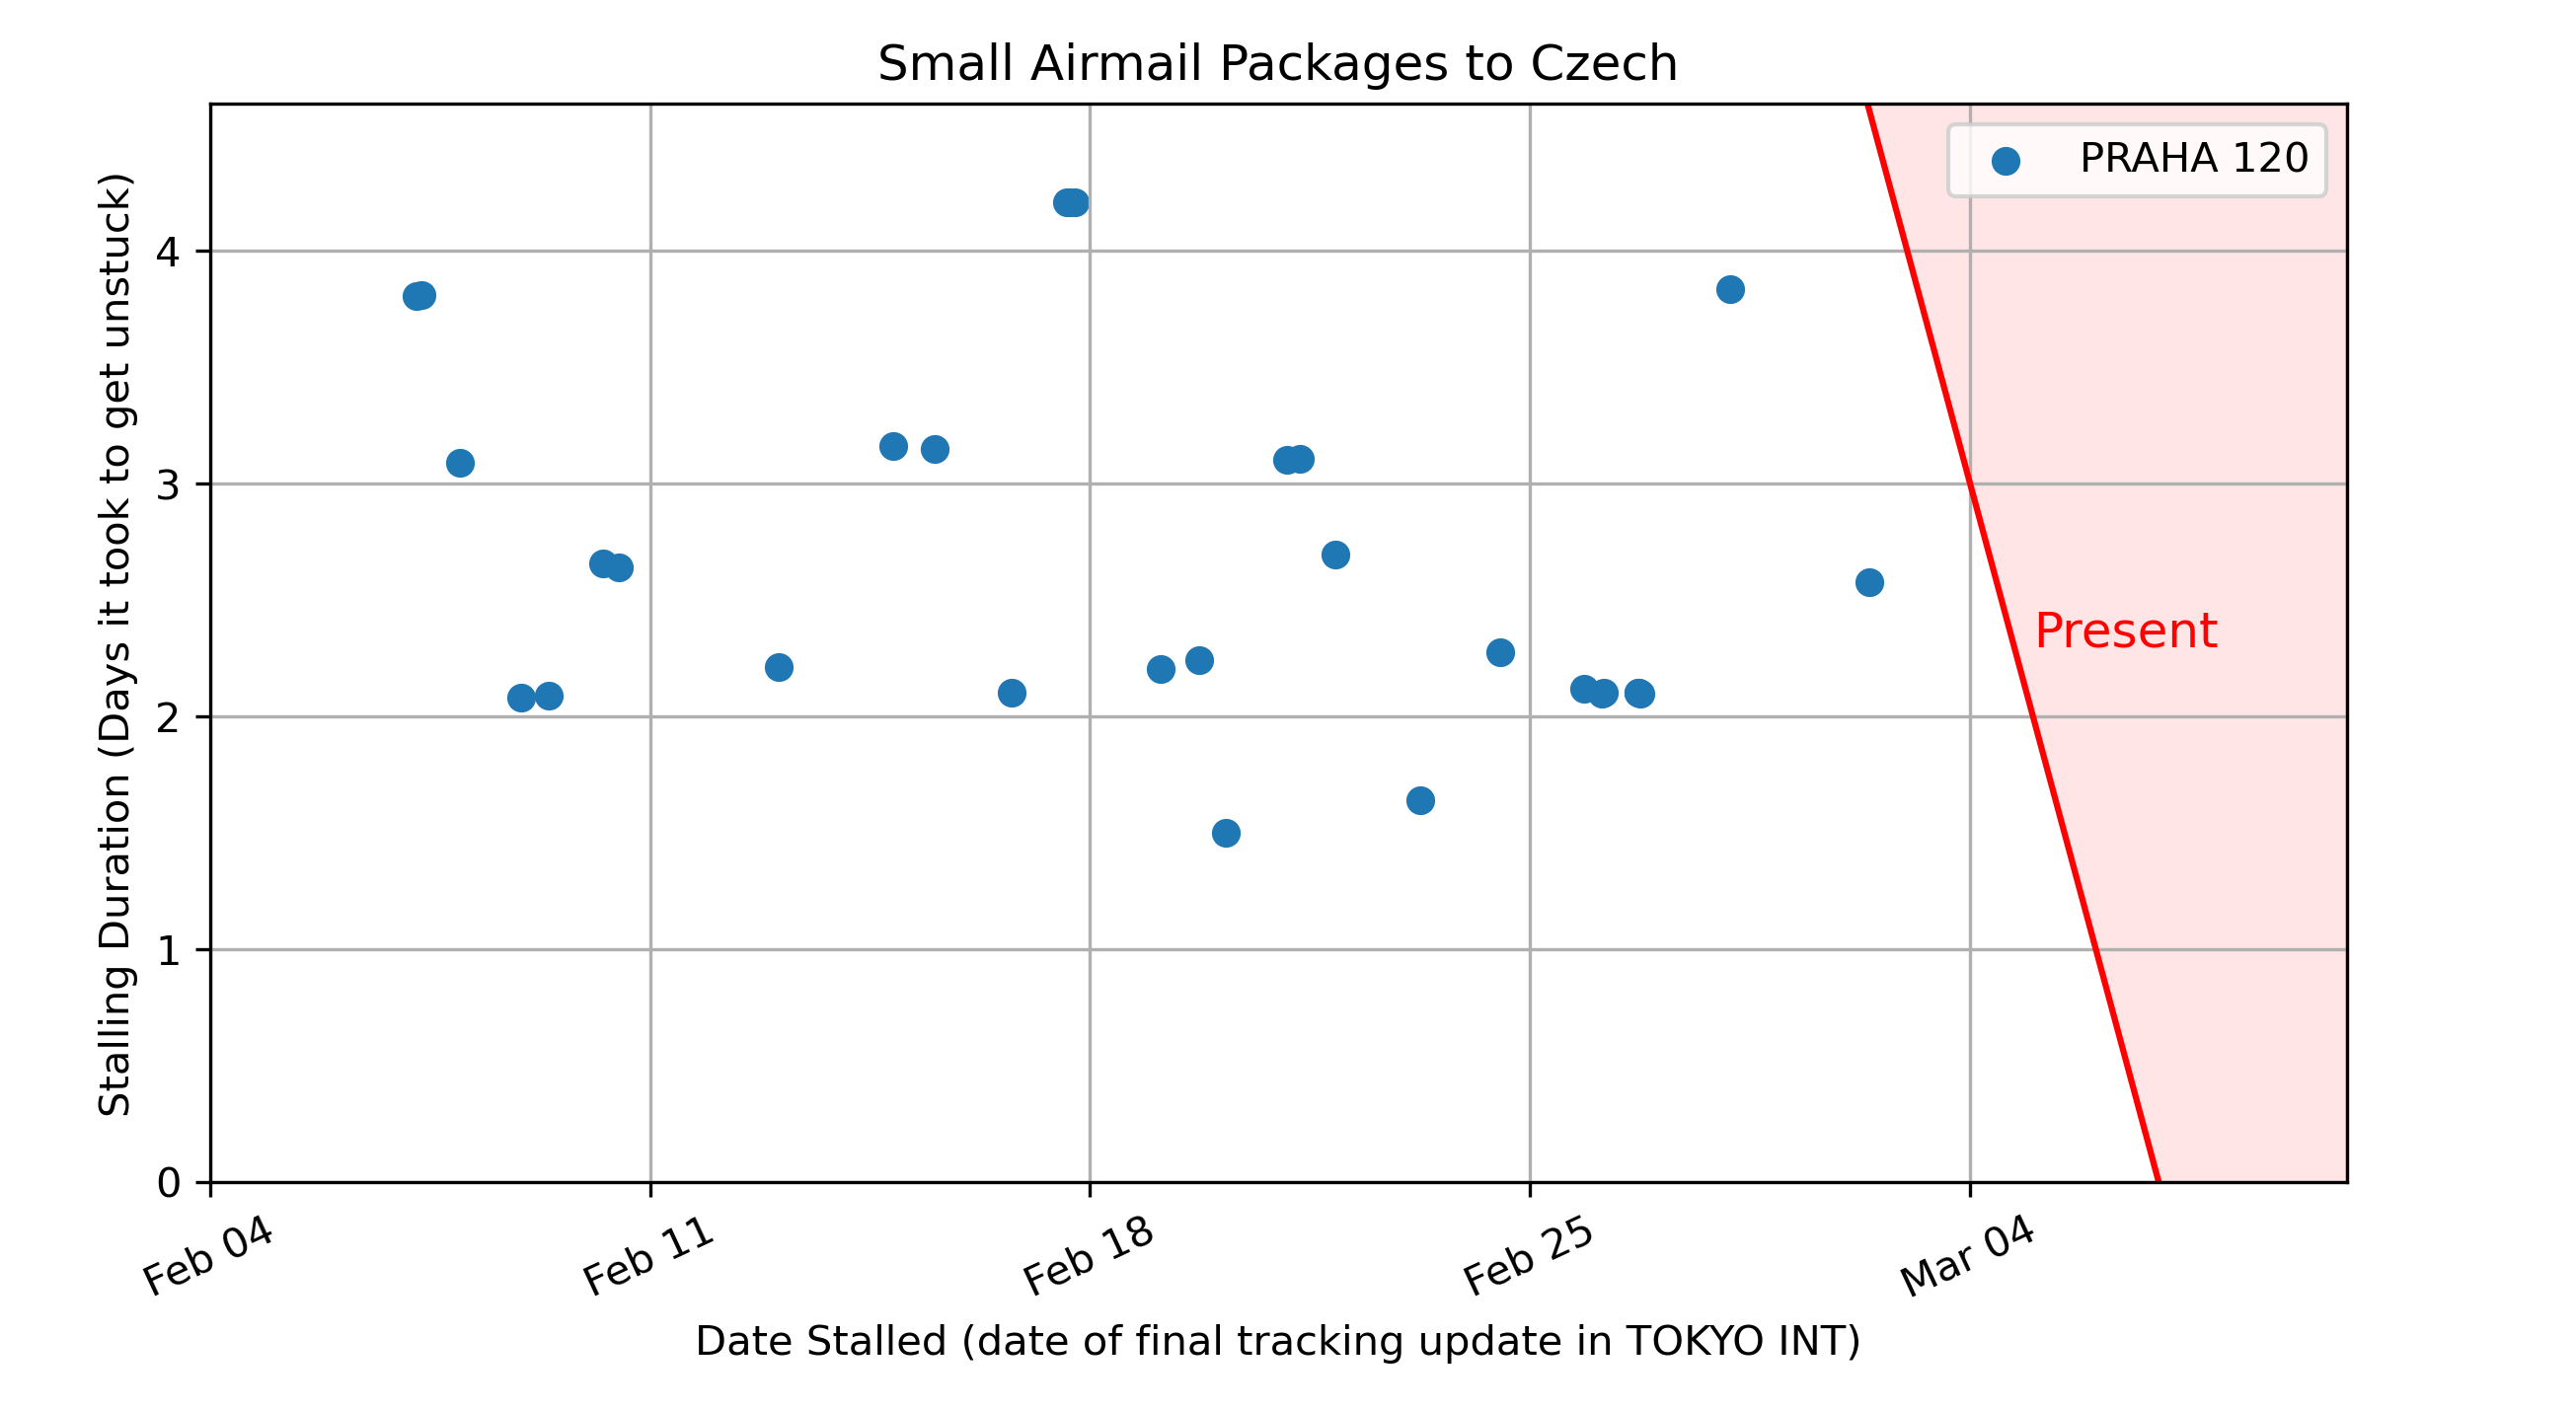 Small Airmail Packages to Czech
PRAHA 120
Stalling Duration (Days it took to get unstuck)
4
3
2
1
0
Present
Feb 04
Feb 11
Feb 18
Feb 25
Mar 04
Date Stalled (date of final tracking update in TOKYO INT)